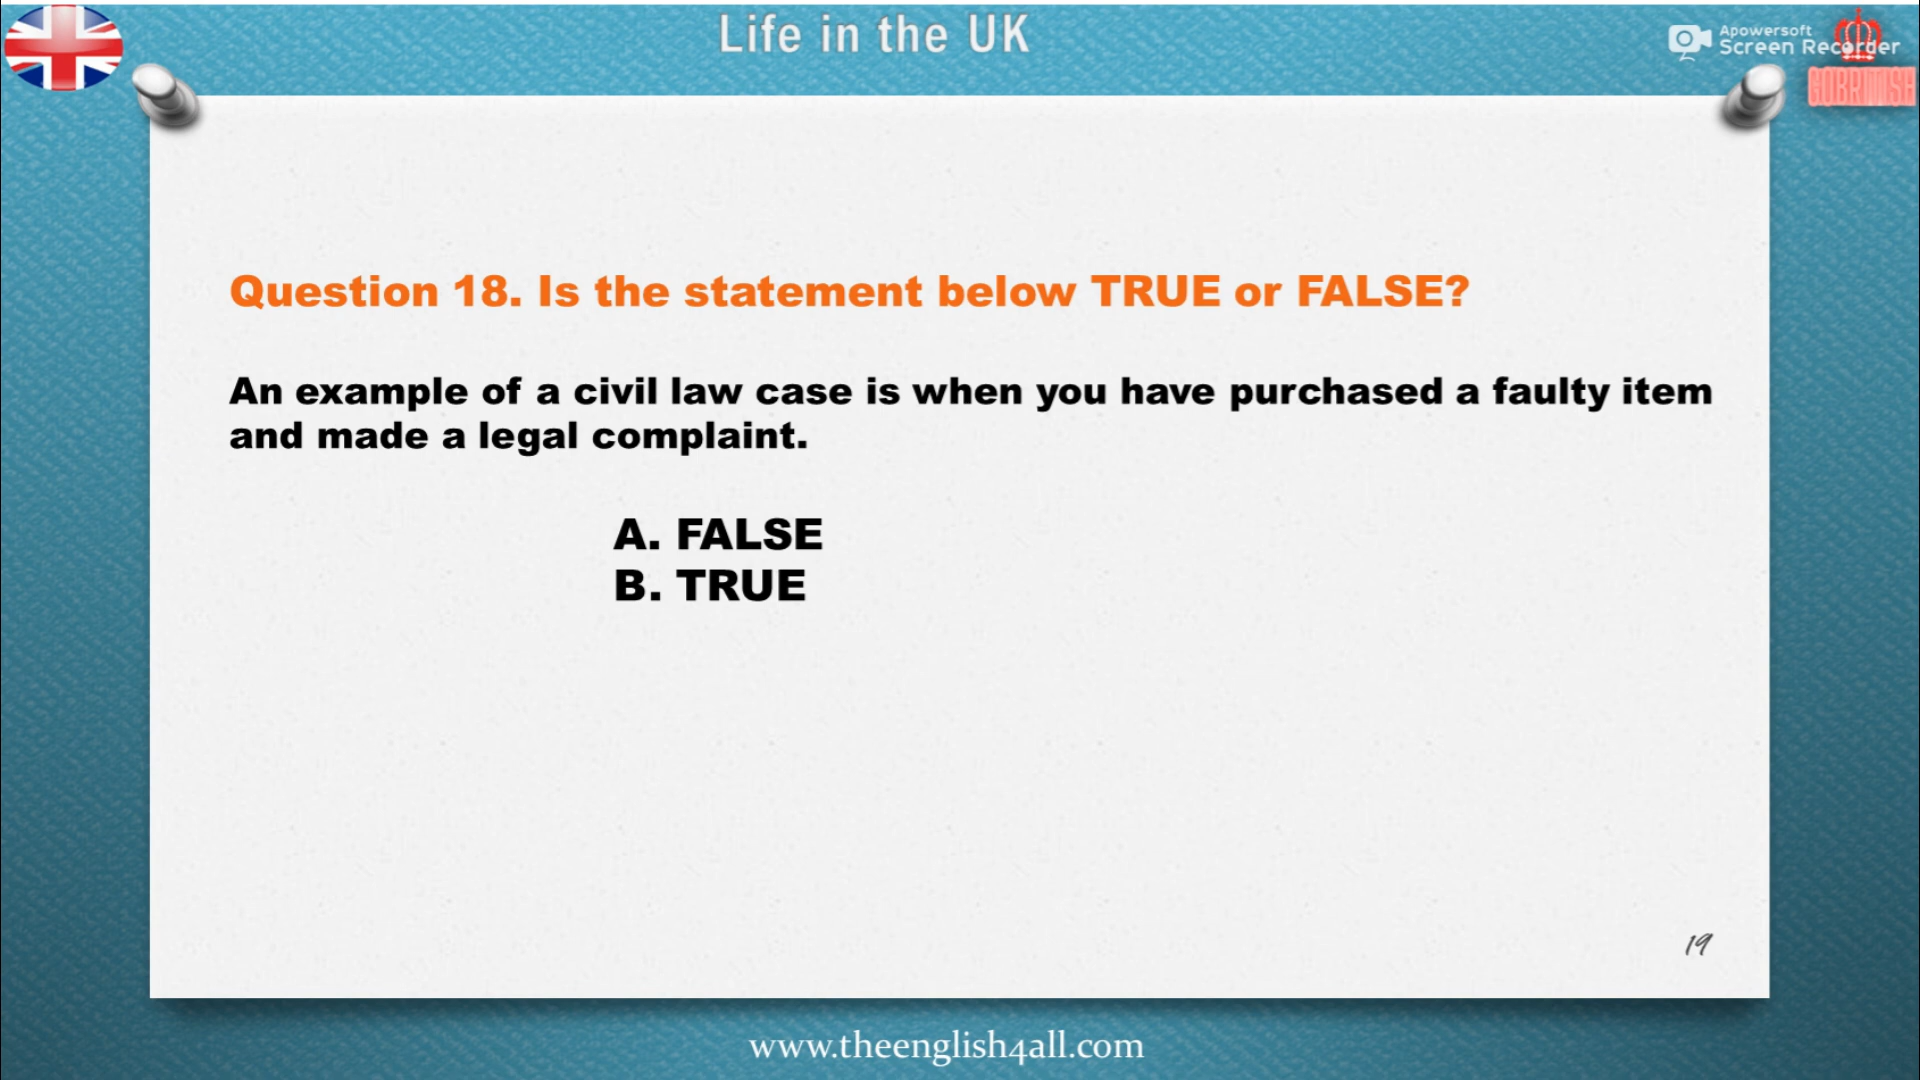 Life in the UK
Apowersoft
Screen Recorder
GOBRITISH
Question 18. Is the statement below TRUE or FALSE?
An example of a civil law case is when you have purchased a faulty item
and made a legal complaint.
A. FALSE
B. TRUE
19
www.theenglish4all.com